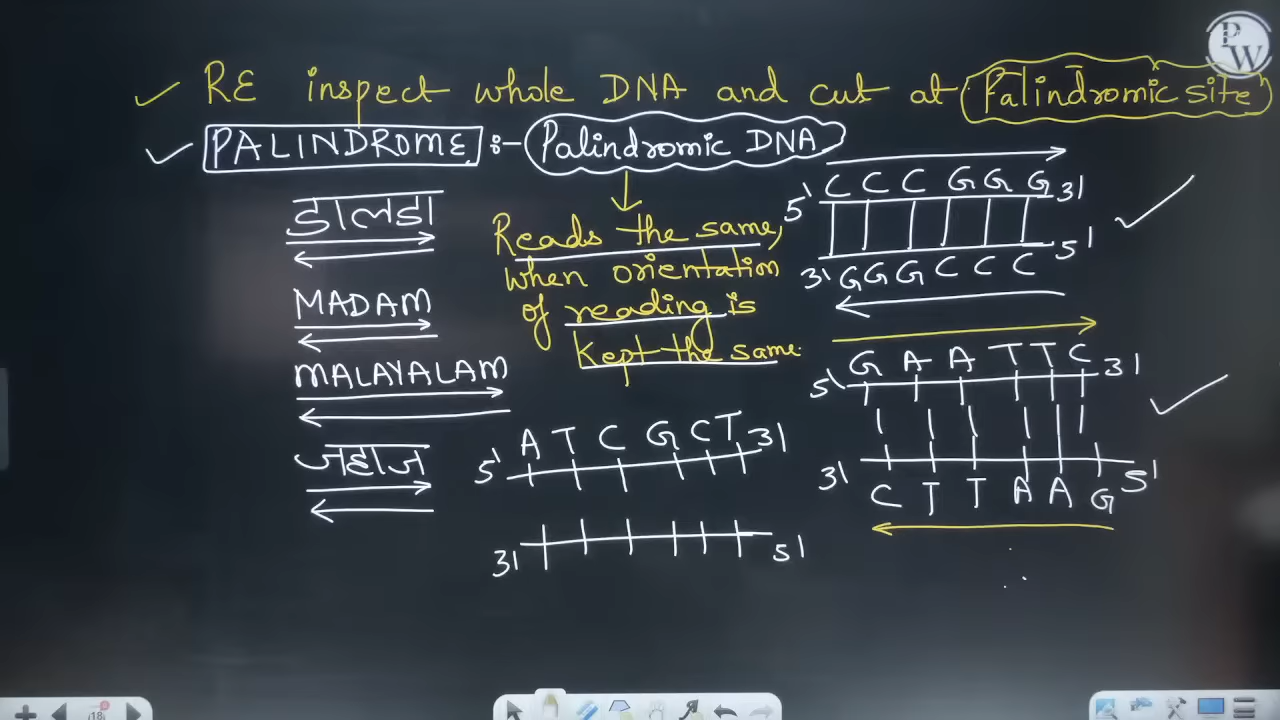 PW
✓ RE inspect whole DNA and cut at Palindromic site
✓ PALINDROME :- Palindromic DNA
डालडा
MADAM
MALAYALAM
जहाज
Reads the same,
when orientation
of reading is
kept the same.
5' C C C G G G 3'
3' G G G C C C 5'
5' G A A T T C 3'
3' C T T A A G 5'
5' A T C G C T 3'
3' 5'
18